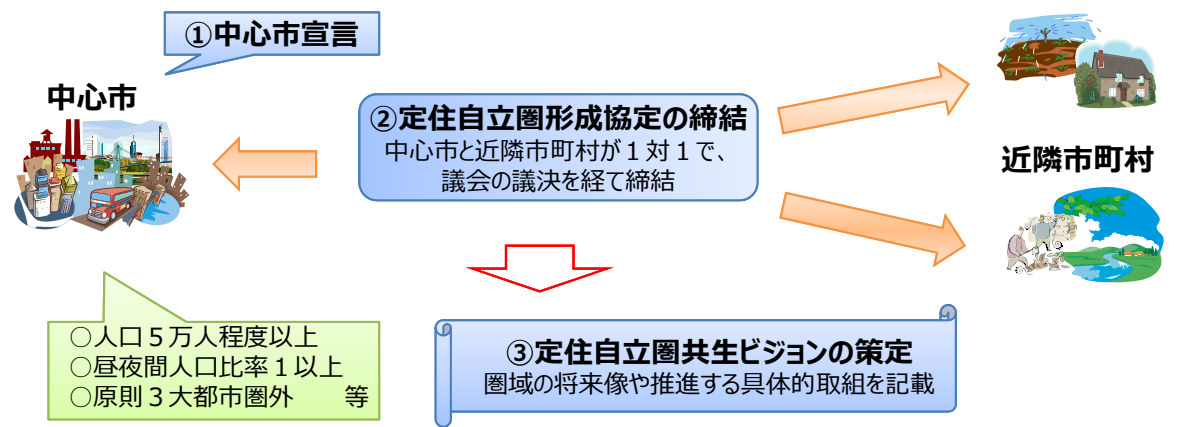 ①中心市宣言
中心市
②定住自立圏形成協定の締結
中心市と近隣市町村が１対１で、
議会の議決を経て締結
近隣市町村
○人口５万人程度以上
○昼夜間人口比率１以上
○原則３大都市圏外　　等
③定住自立圏共生ビジョンの策定
圏域の将来像や推進する具体的取組を記載